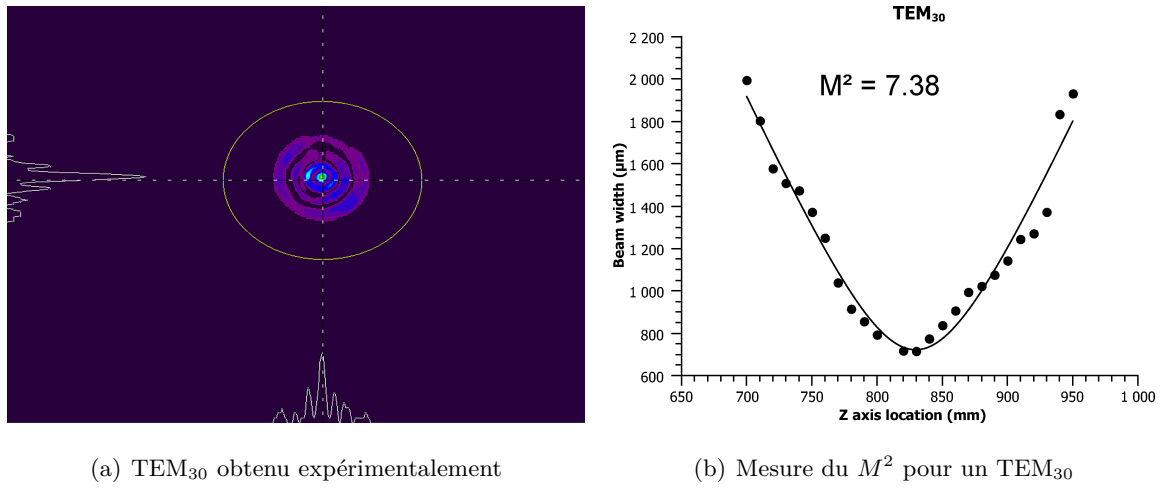 TEM₃₀
M² = 7.38
Beam width (µm)
2 200
2 000
1 800
1 600
1 400
1 200
1 000
800
600
650
700
750
800
850
900
950
1 000
Z axis location (mm)
(a) TEM₃₀ obtenu expérimentalement
(b) Mesure du M² pour un TEM₃₀